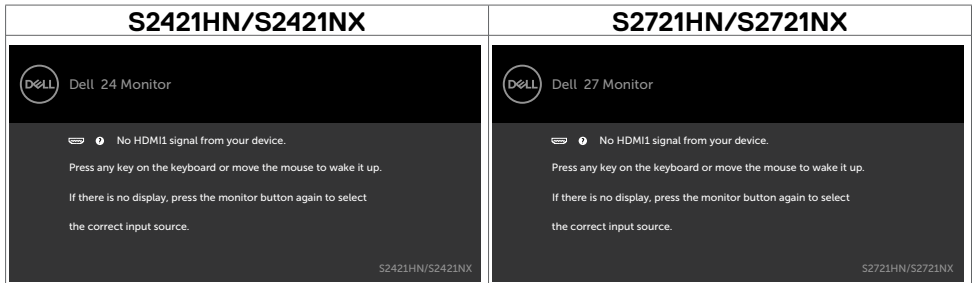 S2421HN/S2421NX
S2721HN/S2721NX
DELL
Dell 24 Monitor
No HDMI1 signal from your device.
Press any key on the keyboard or move the mouse to wake it up.
If there is no display, press the monitor button again to select
the correct input source.
S2421HN/S2421NX
DELL
Dell 27 Monitor
No HDMI1 signal from your device.
Press any key on the keyboard or move the mouse to wake it up.
If there is no display, press the monitor button again to select
the correct input source.
S2721HN/S2721NX